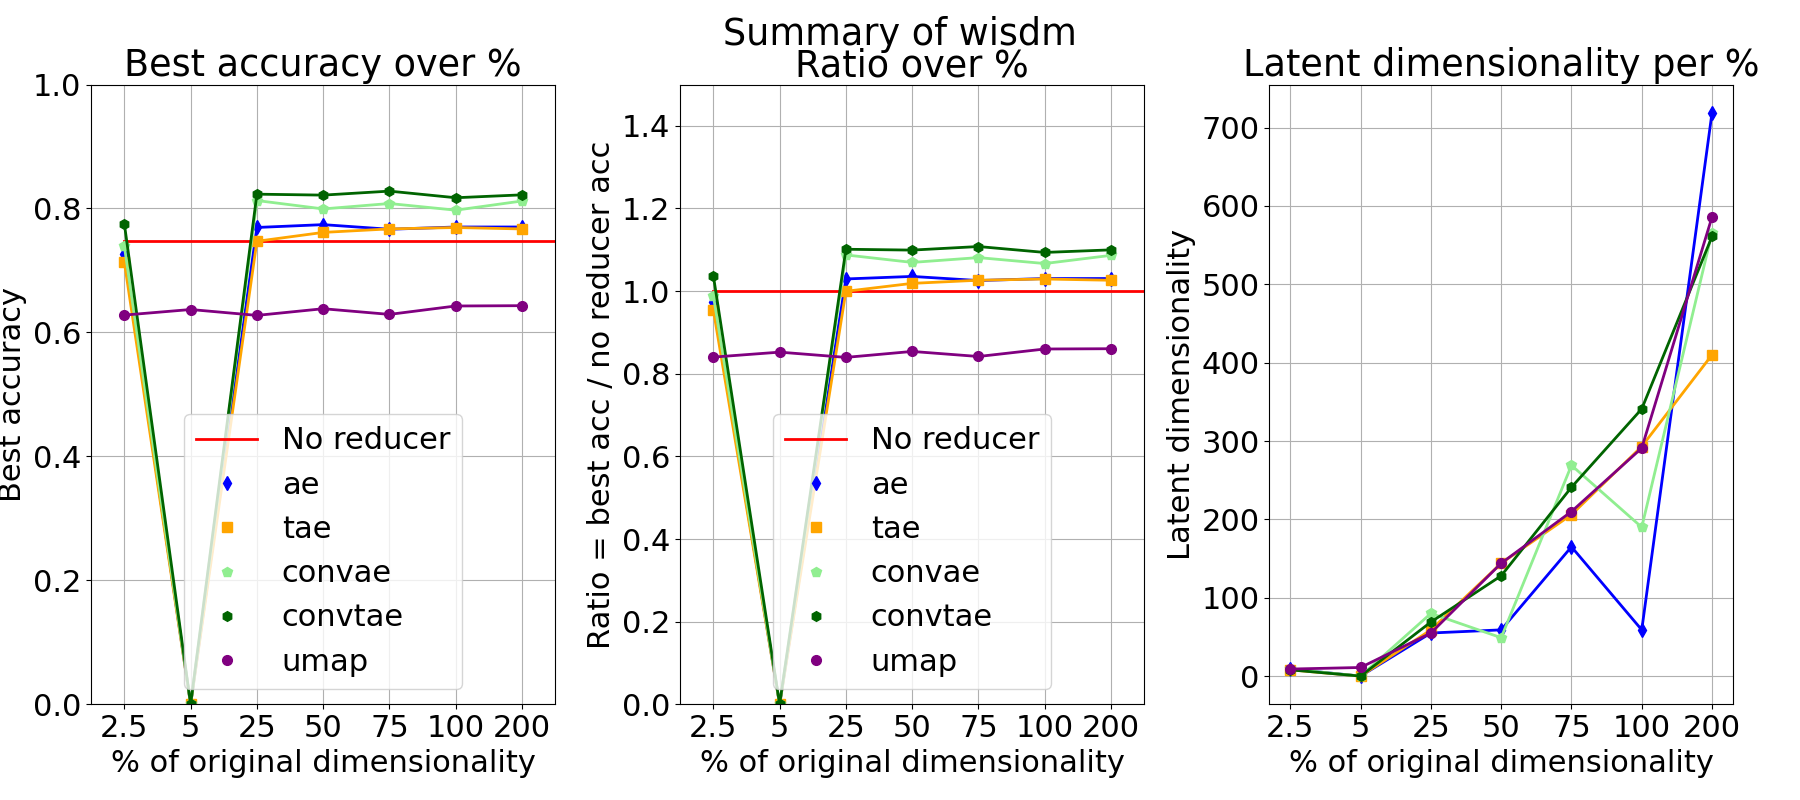 Summary of wisdm
Best accuracy over %
Best accuracy
1.0
0.8
0.6
0.4
0.2
0.0
No reducer
ae
tae
convae
convtae
umap
2.5 5 25 50 75 100 200
% of original dimensionality
Ratio over %
Ratio = best acc / no reducer acc
1.4
1.2
1.0
0.8
0.6
0.4
0.2
0.0
No reducer
ae
tae
convae
convtae
umap
2.5 5 25 50 75 100 200
% of original dimensionality
Latent dimensionality per %
Latent dimensionality
700
600
500
400
300
200
100
0
2.5 5 25 50 75 100 200
% of original dimensionality